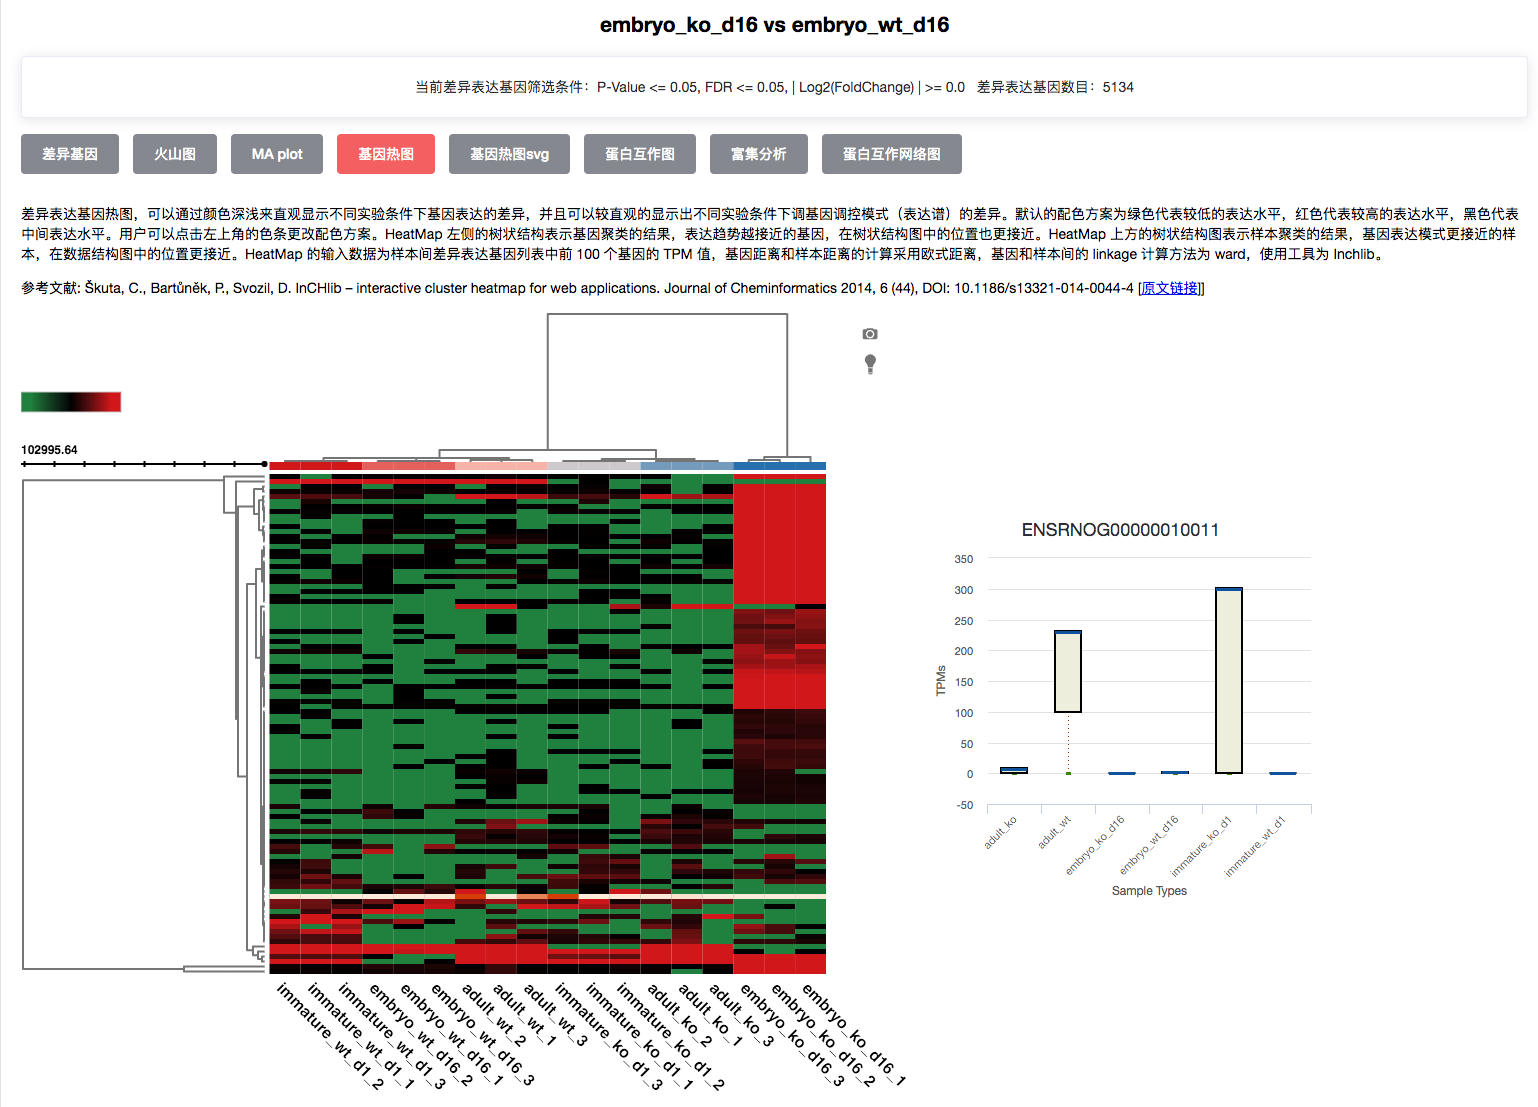 embryo_ko_d16 vs embryo_wt_d16
当前差异表达基因筛选条件：P-Value <= 0.05, FDR <= 0.05, | Log2(FoldChange) | >= 0.0 差异表达基因数目：5134
差异基因 火山图 MA plot 基因热图 基因热图svg 蛋白互作图 富集分析 蛋白互作网络图
差异表达基因热图，可以通过颜色深浅来直观显示不同实验条件下基因表达的差异，并且可以较直观的显示出不同实验条件下调基因调控模式（表达谱）的差异。默认的配色方案为绿色代表较低的表达水平，红色代表较高的表达水平，黑色代表
中间表达水平。用户可以点击左上角的色条更改配色方案。HeatMap 左侧的树状结构表示基因聚类的结果，表达趋势越接近的基因，在树状结构图中的位置也更接近。HeatMap 上方的树状结构图表示样本聚类的结果，基因表达模式更接近的样
本，在数据结构图中的位置更接近。HeatMap 的输入数据为样本间差异表达基因列表中前 100 个基因的 TPM 值，基因距离和样本距离的计算采用欧式距离，基因和样本间的 linkage 计算方法为 ward，使用工具为 Inchlib。
参考文献: Škuta, C., Bartůněk, P., Svozil, D. InCHlib – interactive cluster heatmap for web applications. Journal of Cheminformatics 2014, 6 (44), DOI: 10.1186/s13321-014-0044-4 [原文链接]]
102995.64
immature_wt_d1_2
immature_wt_d1_1
immature_wt_d1_3
embryo_wt_d16_2
embryo_wt_d16_1
embryo_wt_d16_3
adult_wt_2
adult_wt_1
adult_wt_3
immature_ko_d1_3
immature_ko_d1_1
immature_ko_d1_2
adult_ko_2
adult_ko_1
adult_ko_3
embryo_ko_d16_3
embryo_ko_d16_2
embryo_ko_d16_1
ENSRNOG00000010011
TPMs
350
300
250
200
150
100
50
0
-50
adult_ko
adult_wt
embryo_ko_d16
embryo_wt_d16
immature_ko_d1
immature_wt_d1
Sample Types